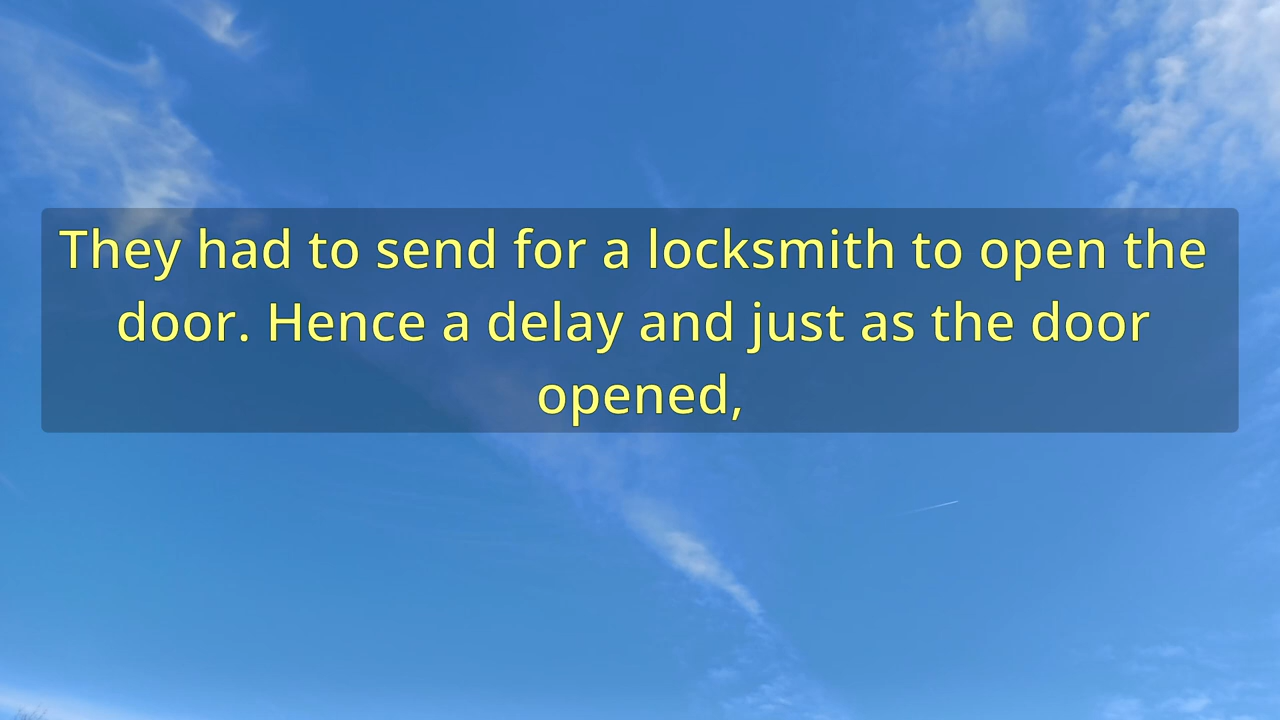 They had to send for a locksmith to open the
door. Hence a delay and just as the door
opened,